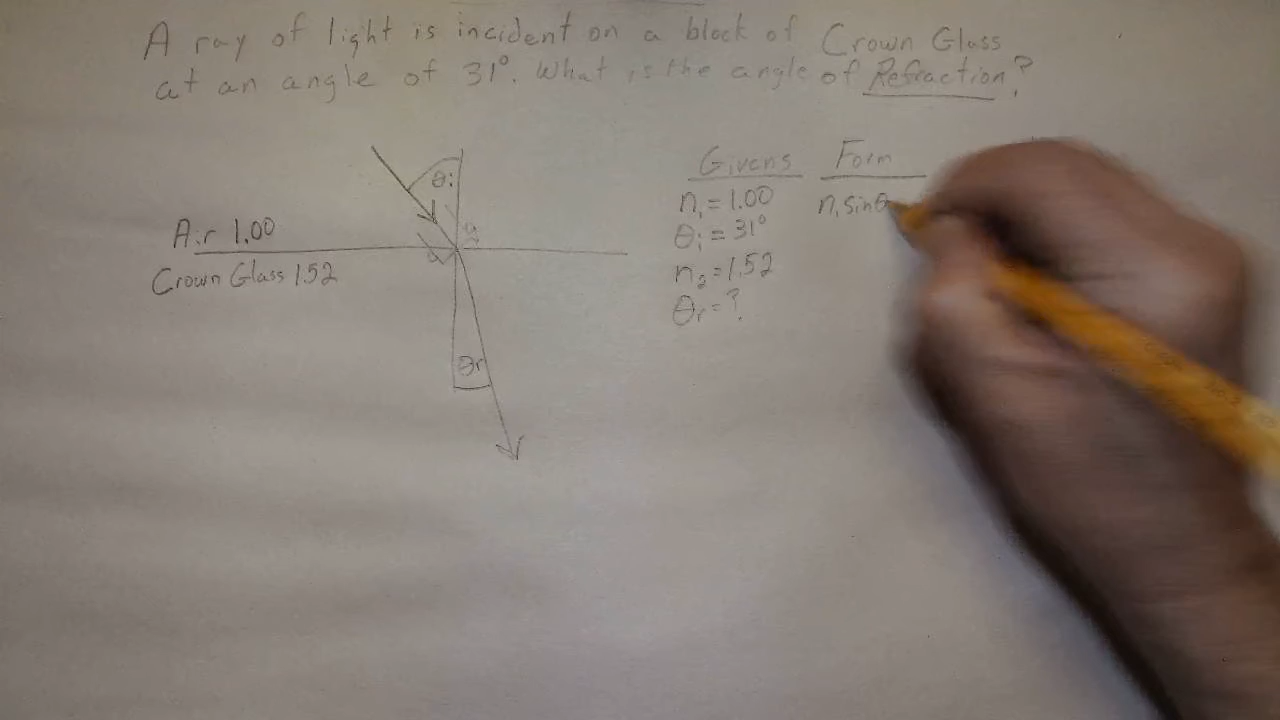 A ray of light is incident on a block of Crown Glass
at an angle of 31°. What is the angle of Refraction?
Givens Form
n₁ = 1.00 n₁ sinθ
θi = 31°
n₂ = 1.52
θr = ?
θi
Air 1.00
Crown Glass 1.52
θr